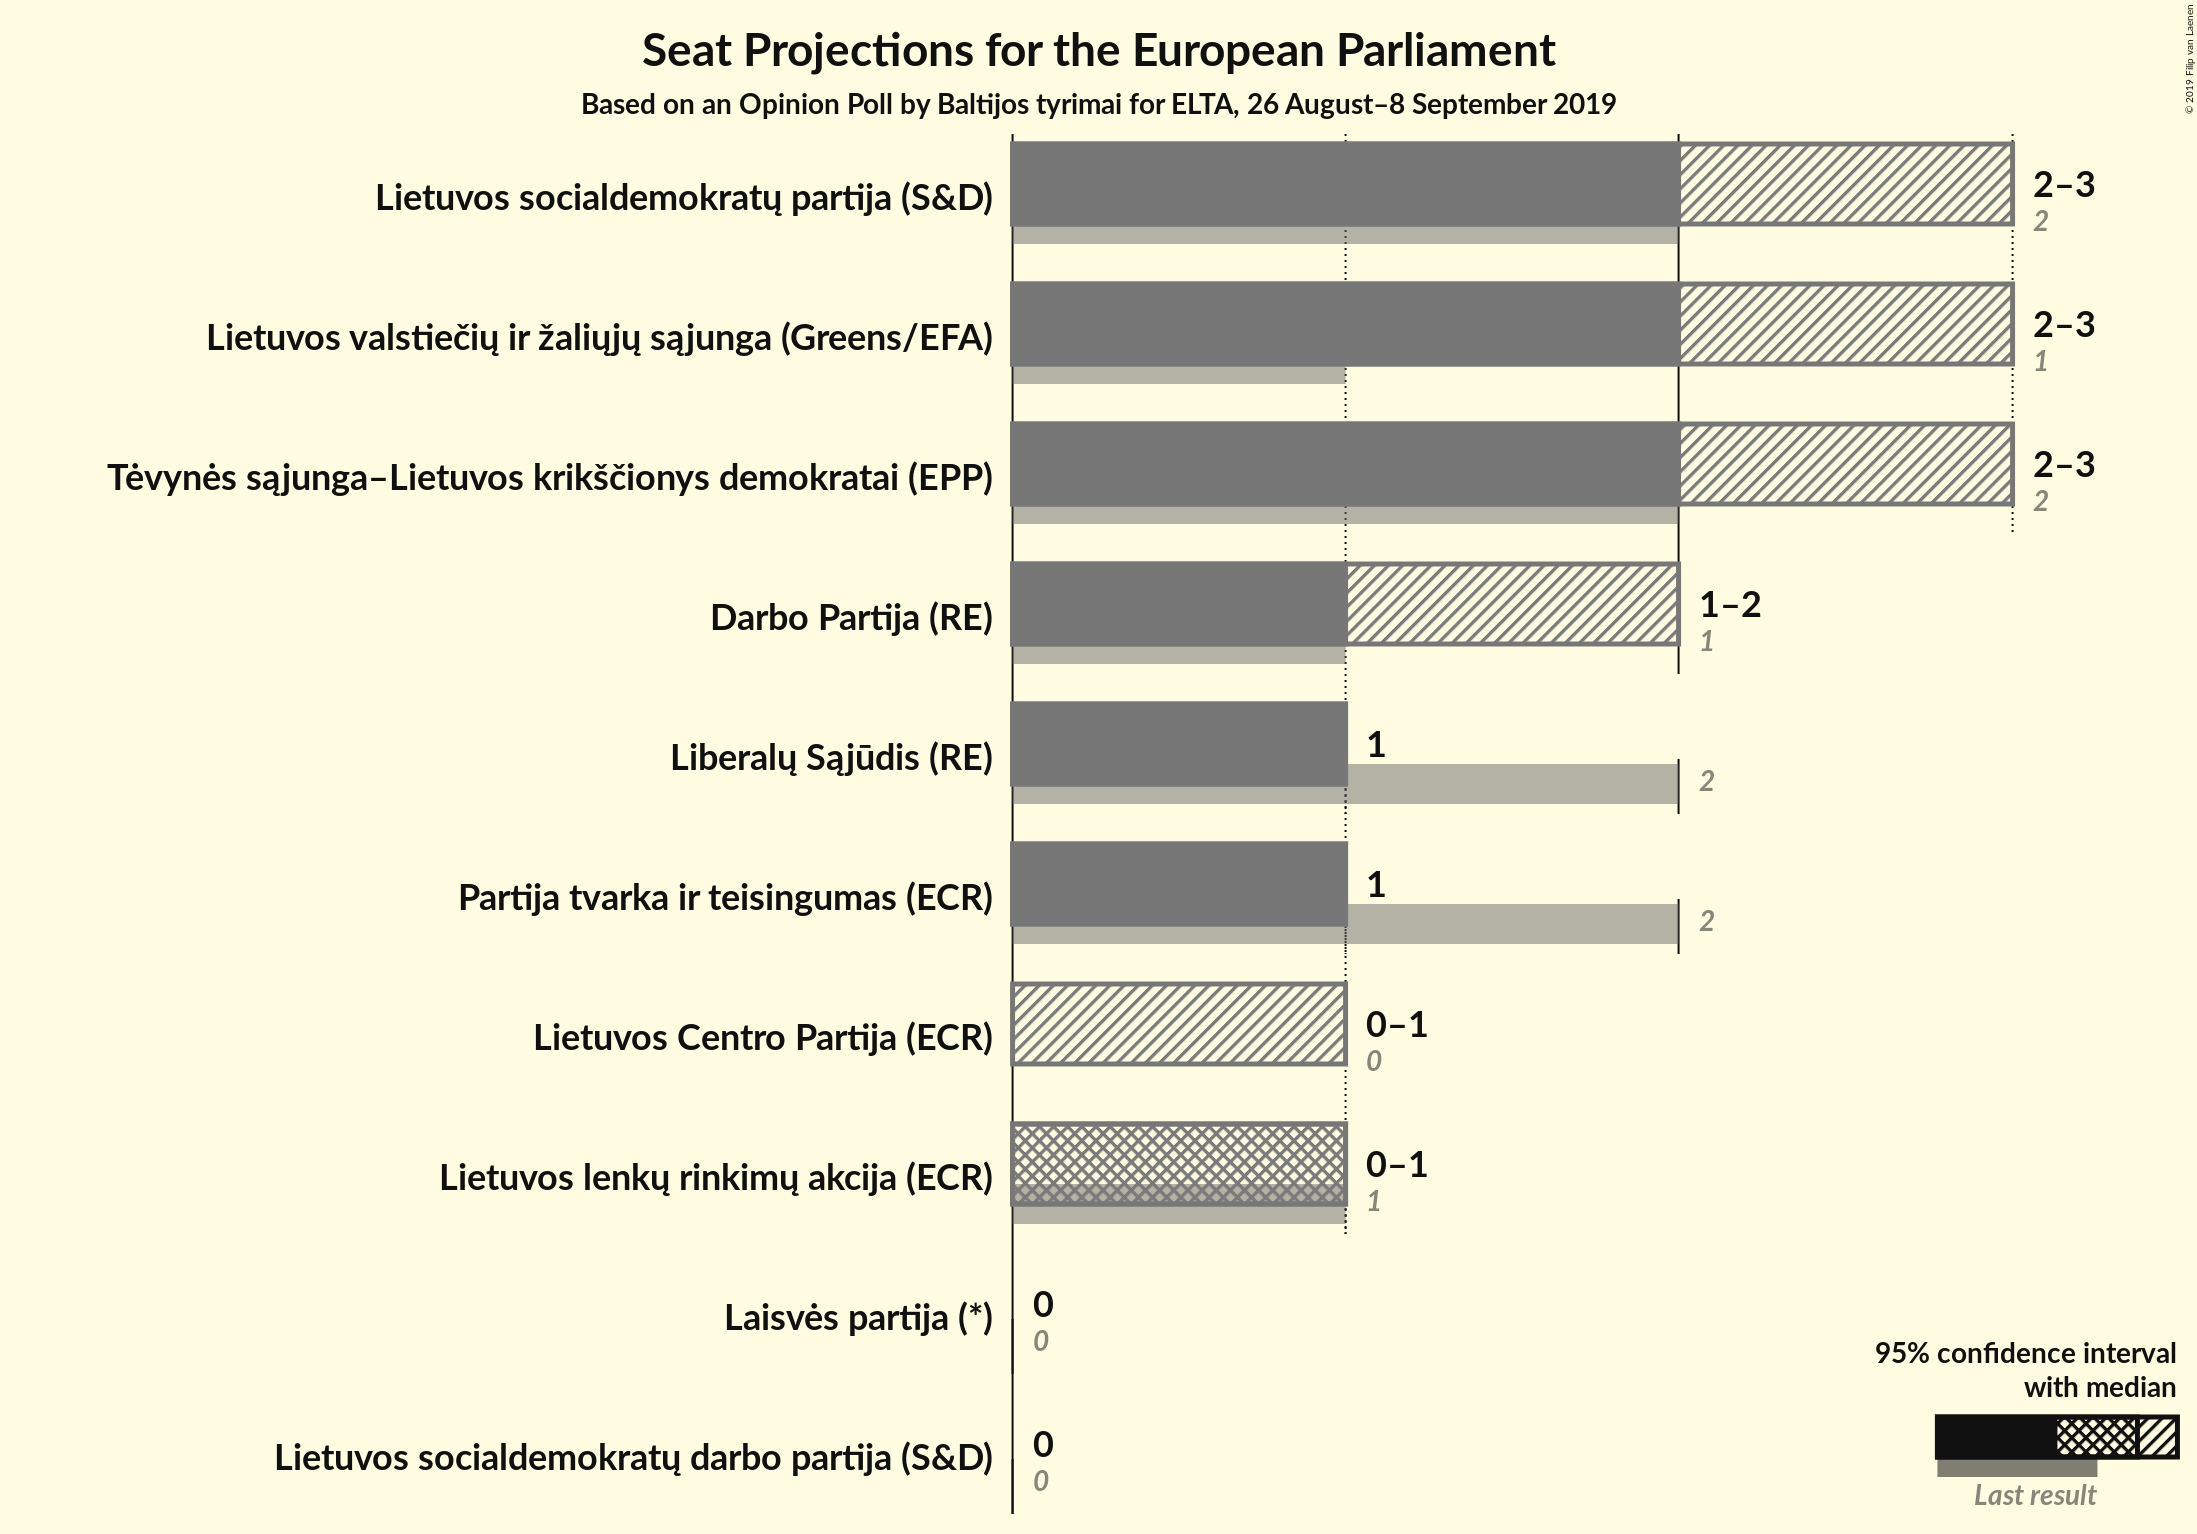 Seat Projections for the European Parliament
Based on an Opinion Poll by Baltijos tyrimai for ELTA, 26 August–8 September 2019
© 2019 Filip van Laenen
Lietuvos socialdemokratų partija (S&D)
2–3
2
Lietuvos valstiečių ir žaliųjų sąjunga (Greens/EFA)
2–3
1
Tėvynės sąjunga–Lietuvos krikščionys demokratai (EPP)
2–3
2
Darbo Partija (RE)
1–2
1
Liberalų Sąjūdis (RE)
1
2
Partija tvarka ir teisingumas (ECR)
1
2
Lietuvos Centro Partija (ECR)
0–1
0
Lietuvos lenkų rinkimų akcija (ECR)
0–1
1
Laisvės partija (*)
0
0
Lietuvos socialdemokratų darbo partija (S&D)
0
0
95% confidence interval
with median
Last result